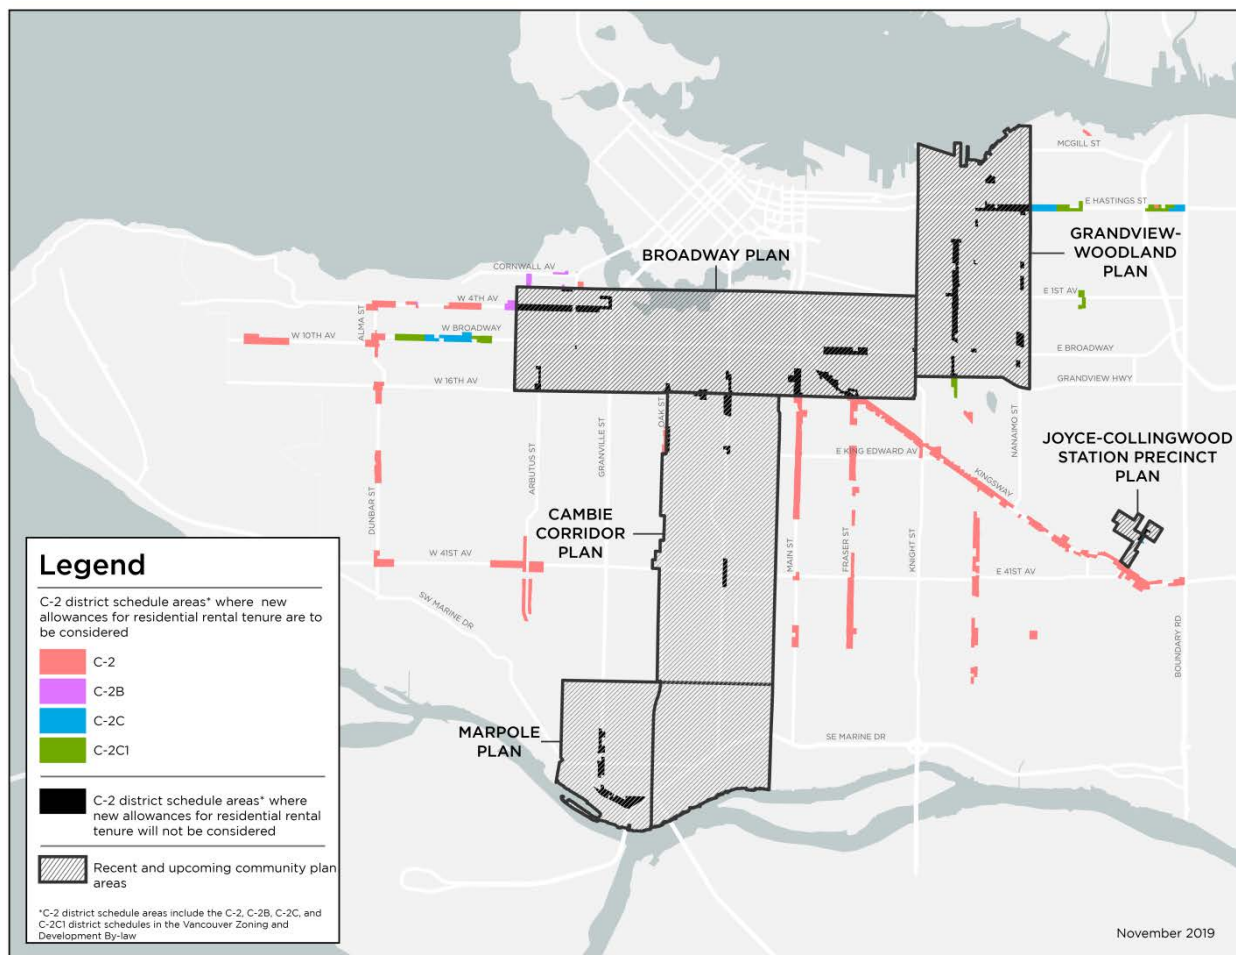 MCGILL ST
E HASTINGS ST
GRANDVIEW-
WOODLAND
PLAN
BROADWAY PLAN
CORNWALL AV
W 4TH AV
E 1ST AV
ALMA ST
W BROADWAY
W 10TH AV
E BROADWAY
W 16TH AV
GRANDVIEW HWY
OAK ST
NANAIMO ST
ARBUTUS ST
GRANVILLE ST
E KING EDWARD AV
KINGSWAY
JOYCE-COLLINGWOOD
STATION PRECINCT
PLAN
DUNBAR ST
CAMBIE
CORRIDOR
PLAN
MAIN ST
FRASER ST
KNIGHT ST
W 41ST AV
E 41ST AV
SW MARINE DR
BOUNDARY RD
MARPOLE
PLAN
SE MARINE DR
Legend
C-2 district schedule areas* where new
allowances for residential rental tenure are to
be considered
C-2
C-2B
C-2C
C-2C1
C-2 district schedule areas* where
new allowances for residential rental
tenure will not be considered
Recent and upcoming community plan
areas
*C-2 district schedule areas include the C-2, C-2B, C-2C, and
C-2C1 district schedules in the Vancouver Zoning and
Development By-law
November 2019